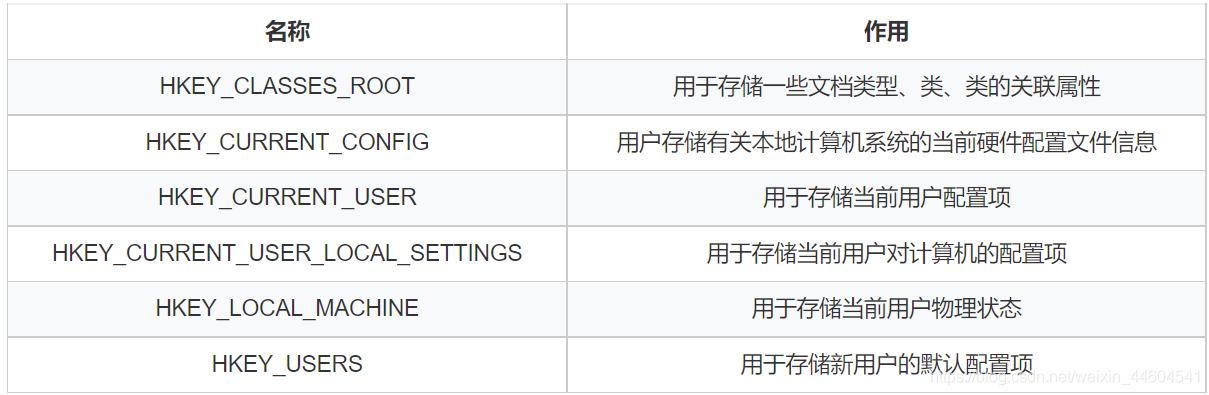 名称 作用
HKEY_CLASSES_ROOT 用于存储一些文档类型、类、类的关联属性
HKEY_CURRENT_CONFIG 用户存储有关本地计算机系统的当前硬件配置文件信息
HKEY_CURRENT_USER 用于存储当前用户配置项
HKEY_CURRENT_USER_LOCAL_SETTINGS 用于存储当前用户对计算机的配置项
HKEY_LOCAL_MACHINE 用于存储当前用户物理状态
HKEY_USERS 用于存储新用户的默认配置项
https://blog.csdn.net/weixin_44604541